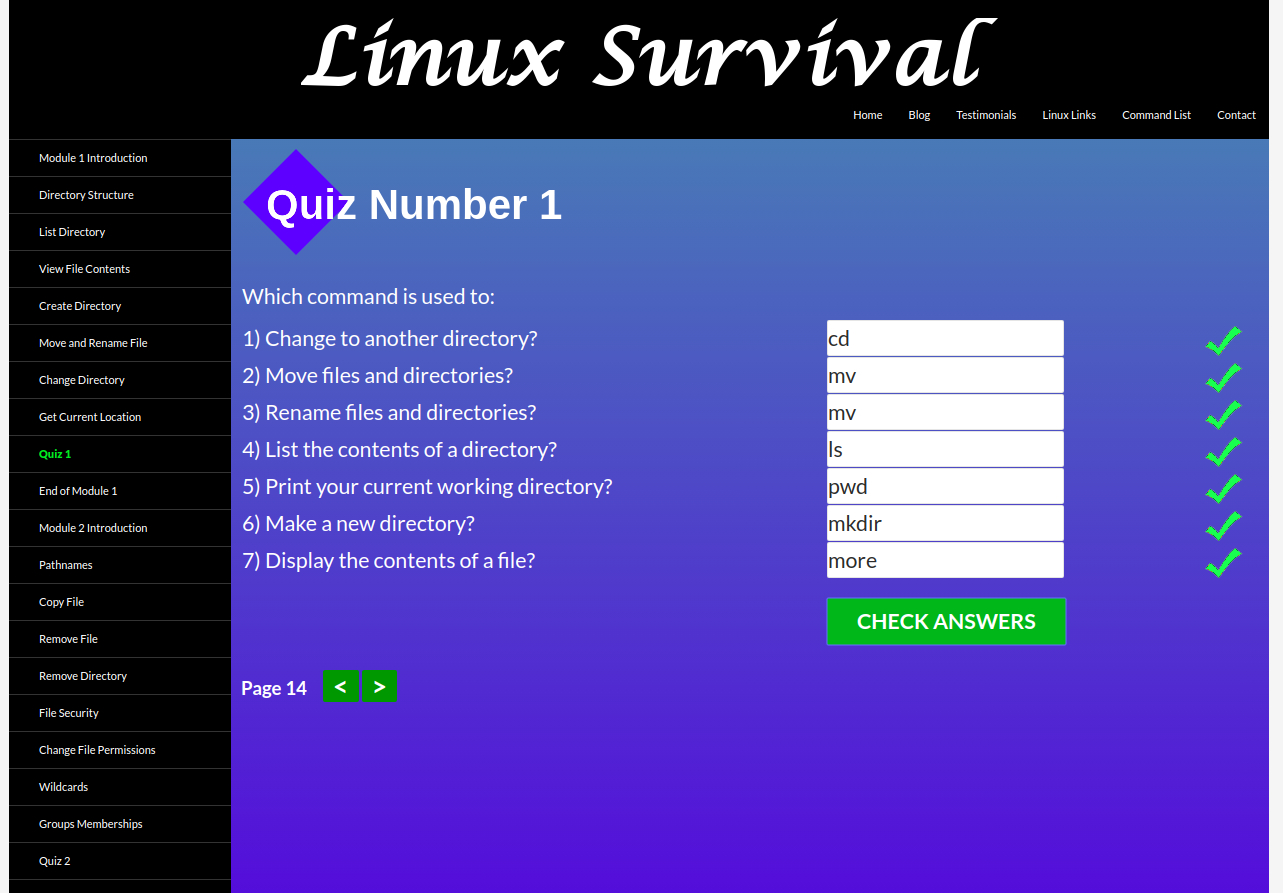 Linux Survival
Home Blog Testimonials Linux Links Command List Contact
Module 1 Introduction
Directory Structure
List Directory
View File Contents
Create Directory
Move and Rename File
Change Directory
Get Current Location
Quiz 1
End of Module 1
Module 2 Introduction
Pathnames
Copy File
Remove File
Remove Directory
File Security
Change File Permissions
Wildcards
Groups Memberships
Quiz 2
Quiz Number 1
Which command is used to:
1) Change to another directory? cd
2) Move files and directories? mv
3) Rename files and directories? mv
4) List the contents of a directory? ls
5) Print your current working directory? pwd
6) Make a new directory? mkdir
7) Display the contents of a file? more
CHECK ANSWERS
Page 14 < >